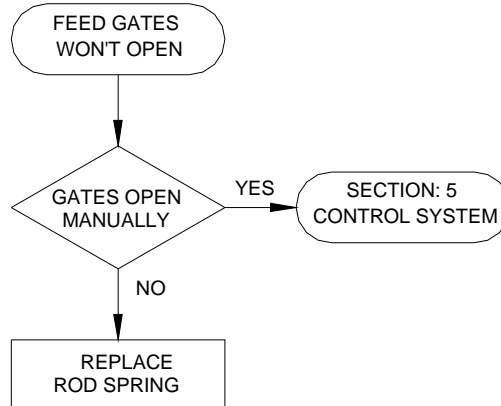 FEED GATES
WON'T OPEN
GATES OPEN
MANUALLY
YES
SECTION: 5
CONTROL SYSTEM
NO
REPLACE
ROD SPRING